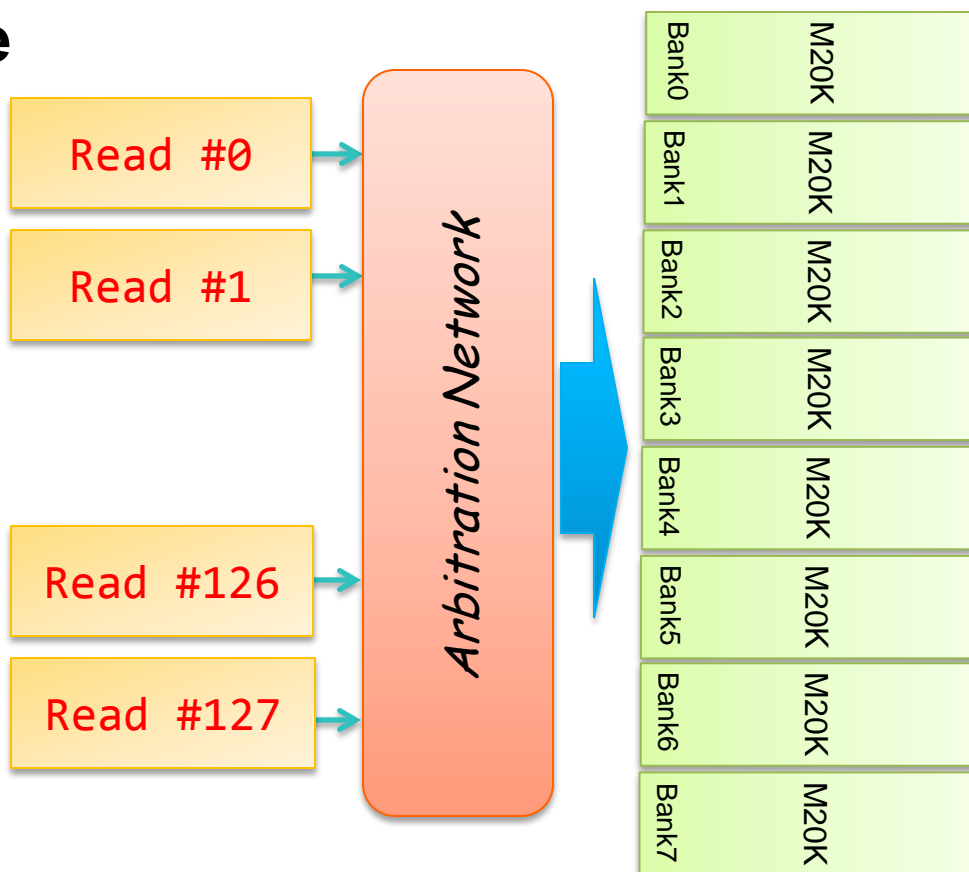 e
Read #0
Read #1
Read #126
Read #127
Arbitration Network
Bank0 M20K
Bank1 M20K
Bank2 M20K
Bank3 M20K
Bank4 M20K
Bank5 M20K
Bank6 M20K
Bank7 M20K